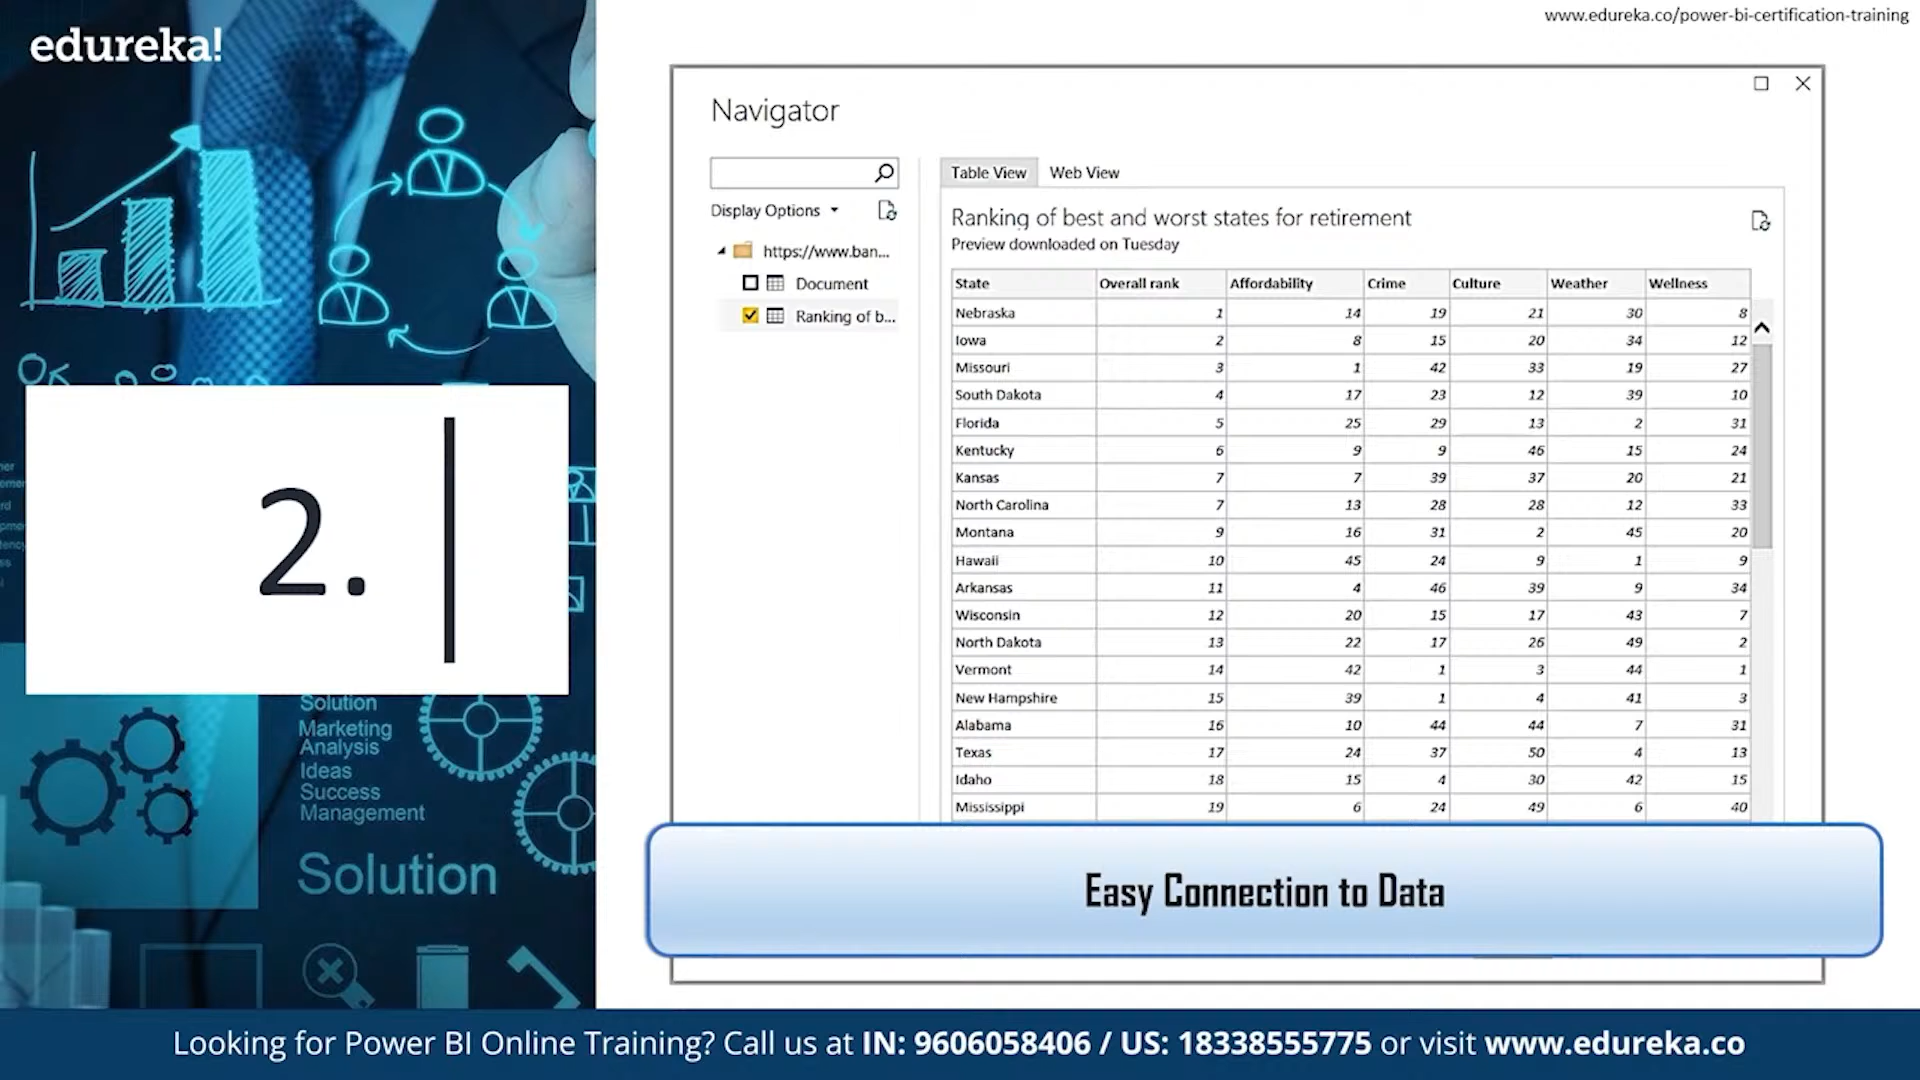 www.edureka.co/power-bi-certification-training
edureka!
Navigator
Display Options
https://www.ban...
Document
Ranking of b...
Table View Web View
Ranking of best and worst states for retirement
Preview downloaded on Tuesday
State Overall rank Affordability Crime Culture Weather Wellness
Nebraska 1 14 19 21 30 8
Iowa 2 8 15 20 34 12
Missouri 3 1 42 33 19 27
South Dakota 4 17 23 12 39 10
Florida 5 25 29 13 2 31
Kentucky 6 9 9 46 15 24
Kansas 7 7 39 37 20 21
North Carolina 7 13 28 28 12 33
Montana 9 16 31 2 45 20
Hawaii 10 45 24 9 1 9
Arkansas 11 4 46 39 9 34
Wisconsin 12 20 15 17 43 7
North Dakota 13 22 17 26 49 2
Vermont 14 42 1 3 44 1
New Hampshire 15 39 1 4 41 3
Alabama 16 10 44 44 7 31
Texas 17 24 37 50 4 13
Idaho 18 15 4 30 42 15
Mississippi 19 6 24 49 6 40
2.
Solution
Marketing
Analysis
Ideas
Success
Management
Solution
Easy Connection to Data
Looking for Power BI Online Training? Call us at IN: 9606058406 / US: 18338555775 or visit www.edureka.co